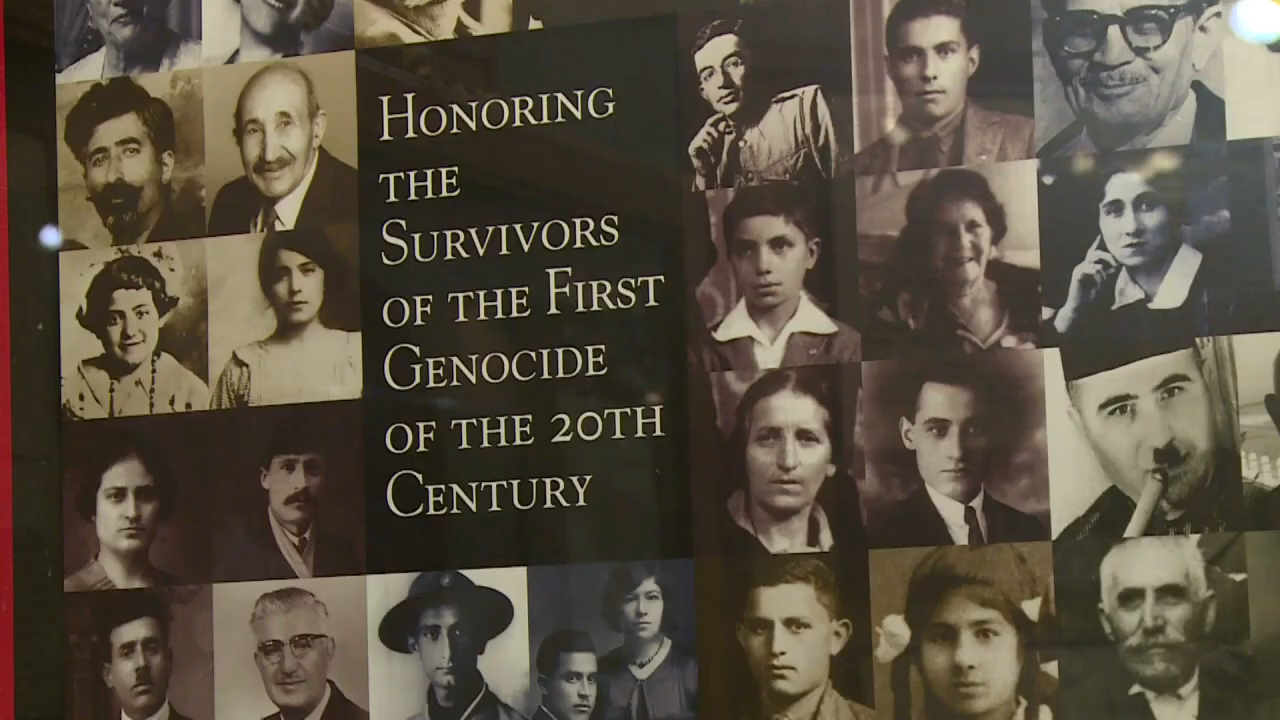 Honoring
the
Survivors
of the First
Genocide
of the 20th
Century